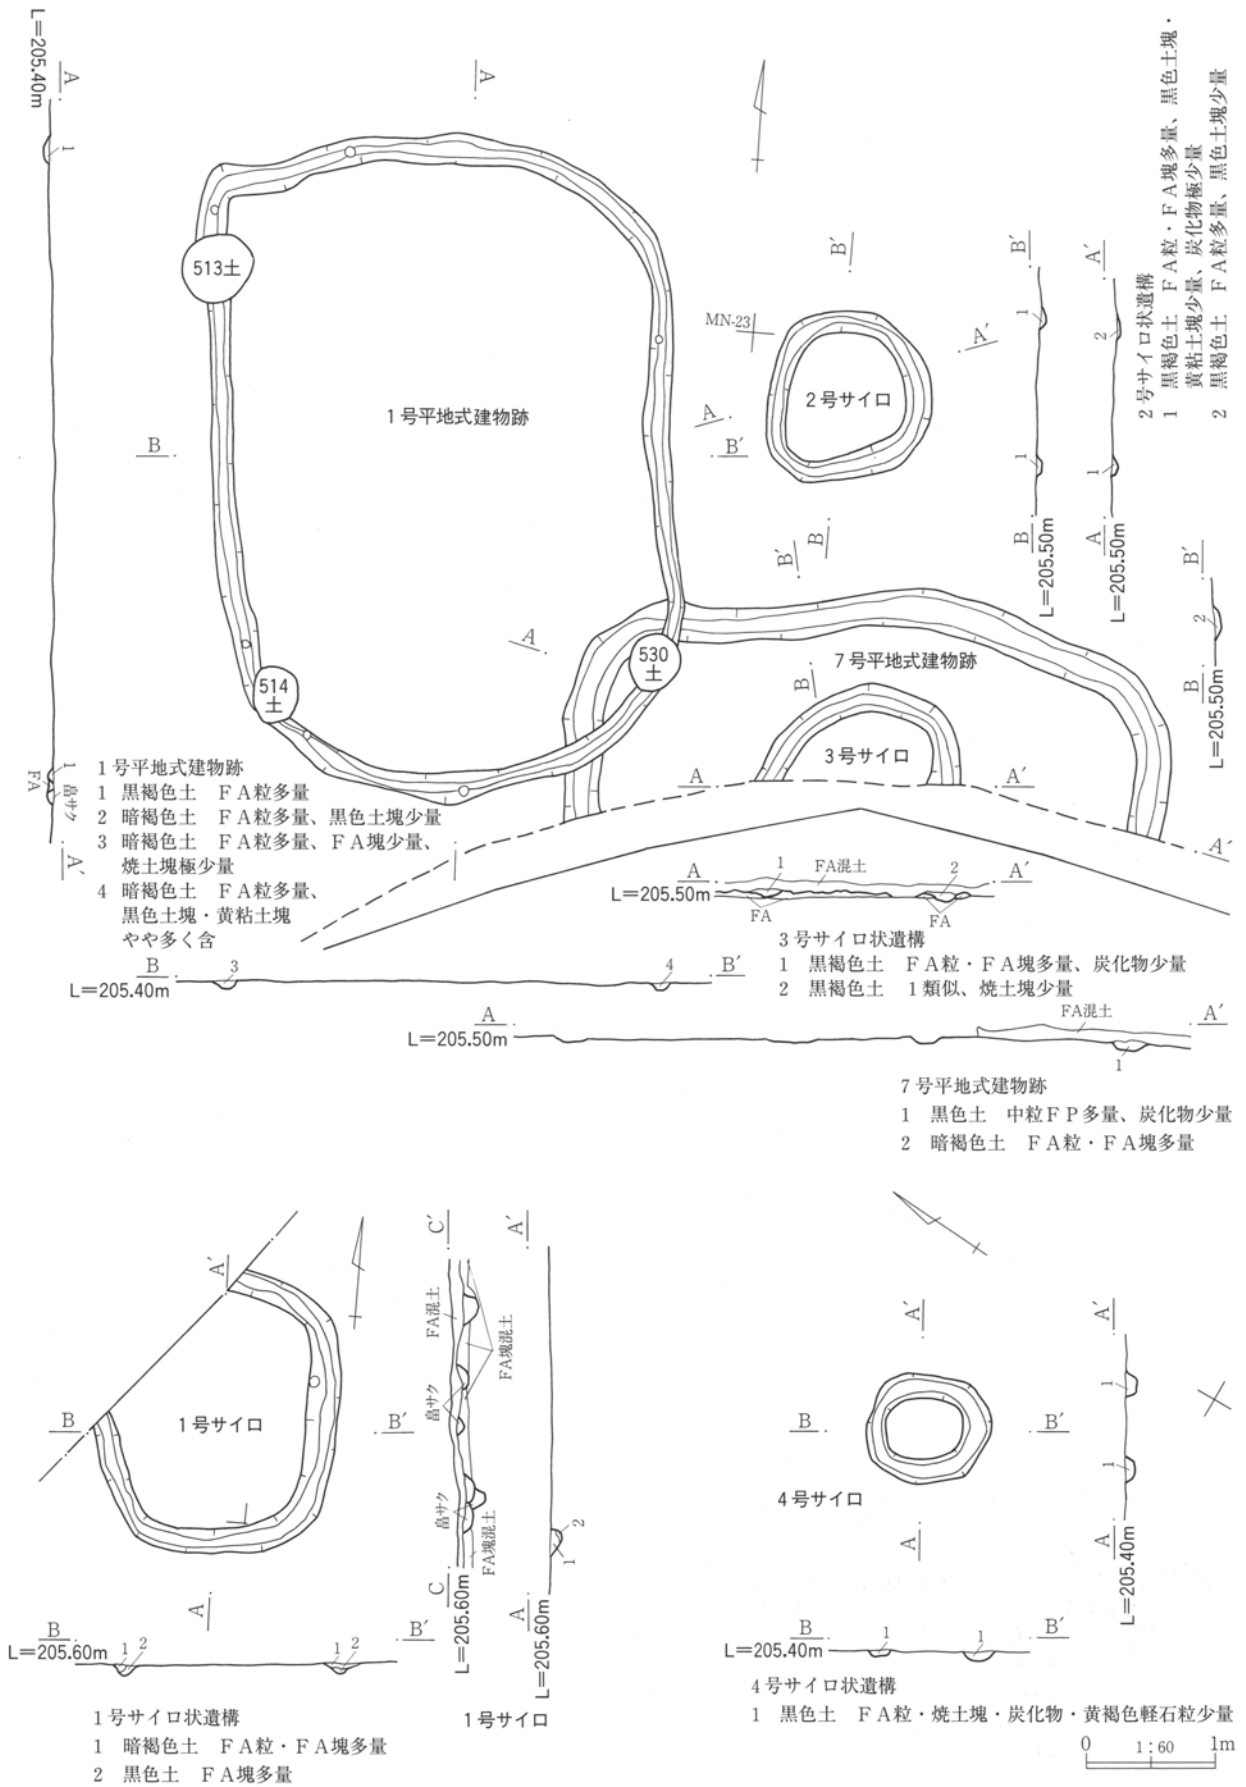 L=205.40m
A
1
FA
畠サク
A′
A
513土
1号平地式建物跡
B
B′
514
土
530
土
1号平地式建物跡
1 黒褐色土 FA粒多量
2 暗褐色土 FA粒多量、黒色土塊少量
3 暗褐色土 FA粒多量、FA塊少量、
焼土塊極少量
4 暗褐色土 FA粒多量、
黒色土塊・黄粘土塊
やや多く含
B
L=205.40m
3
4
B′
MN-23
B′
A′
2号サイロ
A
B
B′
1
1
B
L=205.50m
A′
2
1
A
L=205.50m
2号サイロ状遺構
1 黒褐色土 FA粒・FA塊多量、黒色土塊・
黄粘土塊少量、炭化物極少量
2 黒褐色土 FA粒多量、黒色土塊少量
B′
A
7号平地式建物跡
B
3号サイロ
A
A′
A′
B′
2
B
L=205.50m
A
L=205.50m
1
FA混土
2
A′
FA
FA
3号サイロ状遺構
1 黒褐色土 FA粒・FA塊多量、炭化物少量
2 黒褐色土 1類似、焼土塊少量
A
L=205.50m
FA混土
A′
1
7号平地式建物跡
1 黒色土 中粒FP多量、炭化物少量
2 暗褐色土 FA粒・FA塊多量
A′
B
1号サイロ
B′
A
C′
FA混土
FA塊混土
畠サク
畠サク
FA塊混土
C
L=205.60m
A′
2
1
A
L=205.60m
1号サイロ
B
L=205.60m
1 2
1 2
B′
1号サイロ状遺構
1 暗褐色土 FA粒・FA塊多量
2 黒色土 FA塊多量
A′
B
B′
4号サイロ
A
A′
1
1
A
L=205.40m
B
L=205.40m
1
1
B′
4号サイロ状遺構
1 黒色土 FA粒・焼土塊・炭化物・黄褐色軽石粒少量
0 1:60 1m